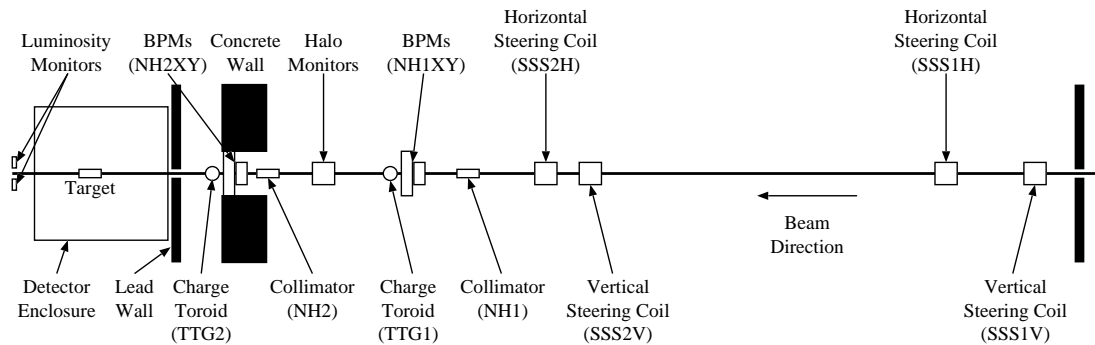 Luminosity
Monitors
BPMs
(NH2XY)
Concrete
Wall
Halo
Monitors
BPMs
(NH1XY)
Horizontal
Steering Coil
(SSS2H)
Horizontal
Steering Coil
(SSS1H)
Target
Beam
Direction
Detector
Enclosure
Lead
Wall
Charge
Toroid
(TTG2)
Collimator
(NH2)
Charge
Toroid
(TTG1)
Collimator
(NH1)
Vertical
Steering Coil
(SSS2V)
Vertical
Steering Coil
(SSS1V)